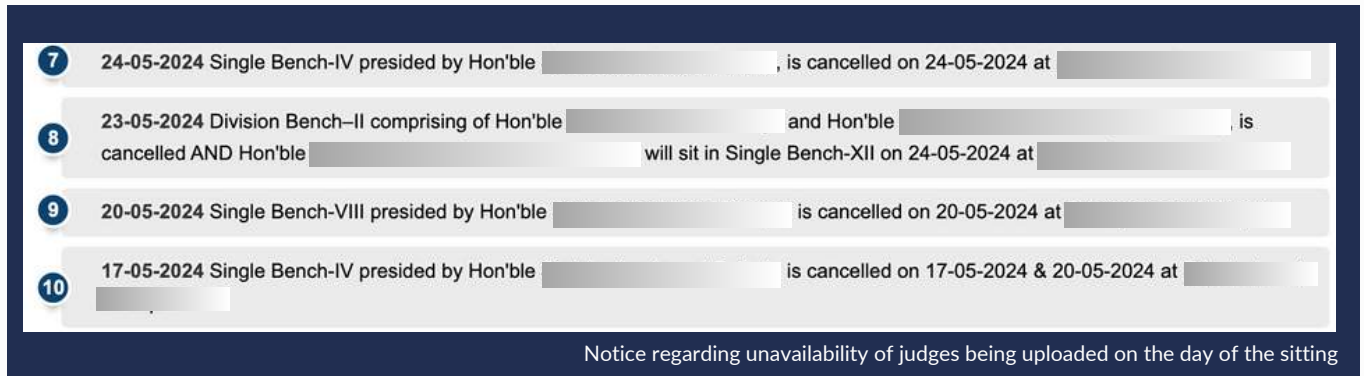 7 24-05-2024 Single Bench-IV presided by Hon'ble , is cancelled on 24-05-2024 at
8 23-05-2024 Division Bench–II comprising of Hon'ble and Hon'ble , is
cancelled AND Hon'ble will sit in Single Bench-XII on 24-05-2024 at
9 20-05-2024 Single Bench-VIII presided by Hon'ble is cancelled on 20-05-2024 at
10 17-05-2024 Single Bench-IV presided by Hon'ble is cancelled on 17-05-2024 & 20-05-2024 at
Notice regarding unavailability of judges being uploaded on the day of the sitting